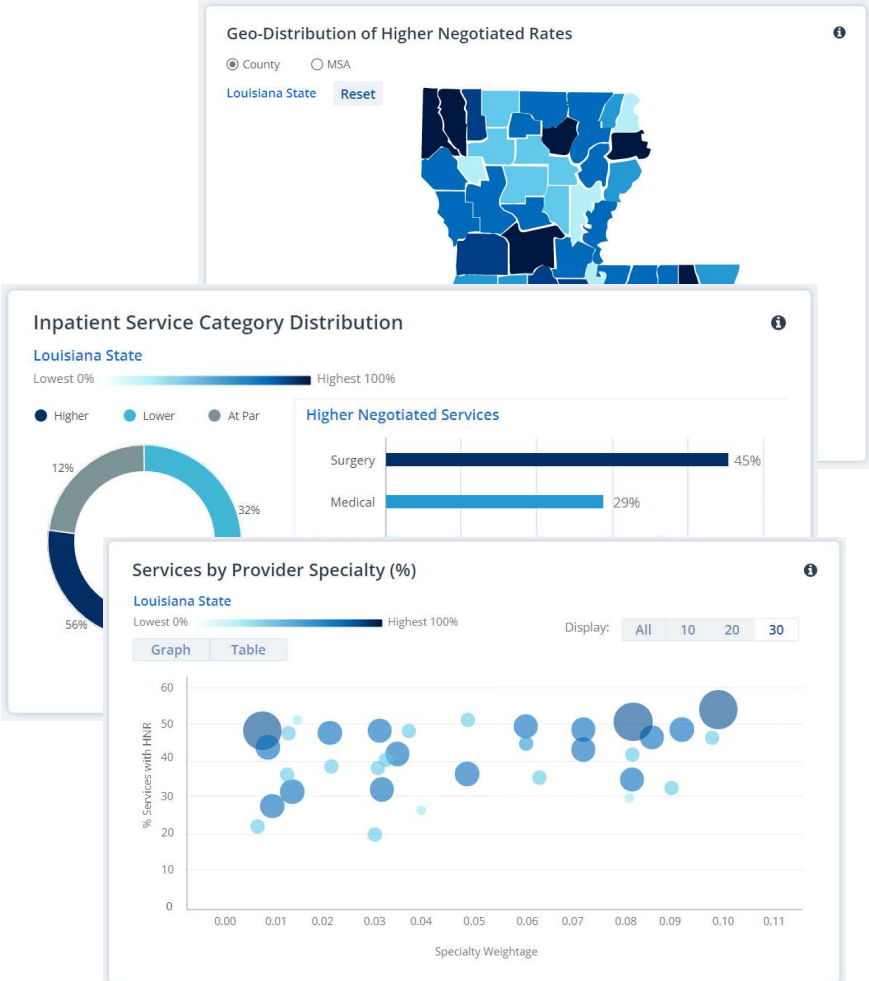 Geo-Distribution of Higher Negotiated Rates
County MSA
Louisiana State Reset
Inpatient Service Category Distribution
Louisiana State
Lowest 0% Highest 100%
Higher Lower At Par
Higher Negotiated Services
12%
32%
56%
Surgery 45%
Medical 29%
Services by Provider Specialty (%)
Louisiana State
Lowest 0% Highest 100%
Display: All 10 20 30
Graph Table
% Services with HNR
60
50
40
30
20
10
0
0.00 0.01 0.02 0.03 0.04 0.05 0.06 0.07 0.08 0.09 0.10 0.11
Specialty Weightage